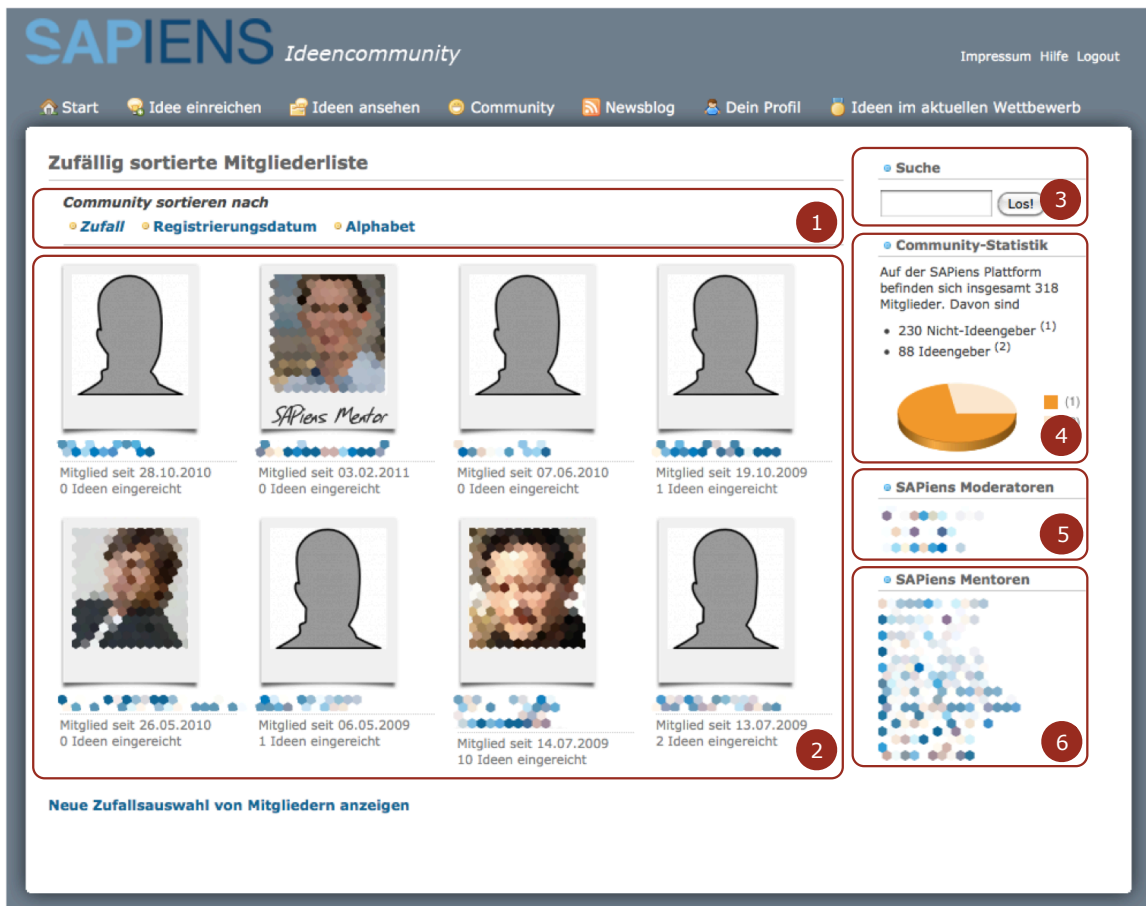 SAPIENS Ideencommunity
Impressum Hilfe Logout
Start Idee einreichen Ideen ansehen Community Newsblog Dein Profil Ideen im aktuellen Wettbewerb
Zufällig sortierte Mitgliederliste
Community sortieren nach
Zufall Registrierungsdatum Alphabet
1
SAPiens Mentor
Mitglied seit 28.10.2010
0 Ideen eingereicht
Mitglied seit 03.02.2011
0 Ideen eingereicht
Mitglied seit 07.06.2010
0 Ideen eingereicht
Mitglied seit 19.10.2009
1 Ideen eingereicht
Mitglied seit 26.05.2010
0 Ideen eingereicht
Mitglied seit 06.05.2009
1 Ideen eingereicht
Mitglied seit 14.07.2009
10 Ideen eingereicht
Mitglied seit 13.07.2009
2 Ideen eingereicht
2
Neue Zufallsauswahl von Mitgliedern anzeigen
Suche
Los!
3
Community-Statistik
Auf der SAPiens Plattform
befinden sich insgesamt 318
Mitglieder. Davon sind
230 Nicht-Ideengeber (1)
88 Ideengeber (2)
(1)
4
SAPiens Moderatoren
5
SAPiens Mentoren
6